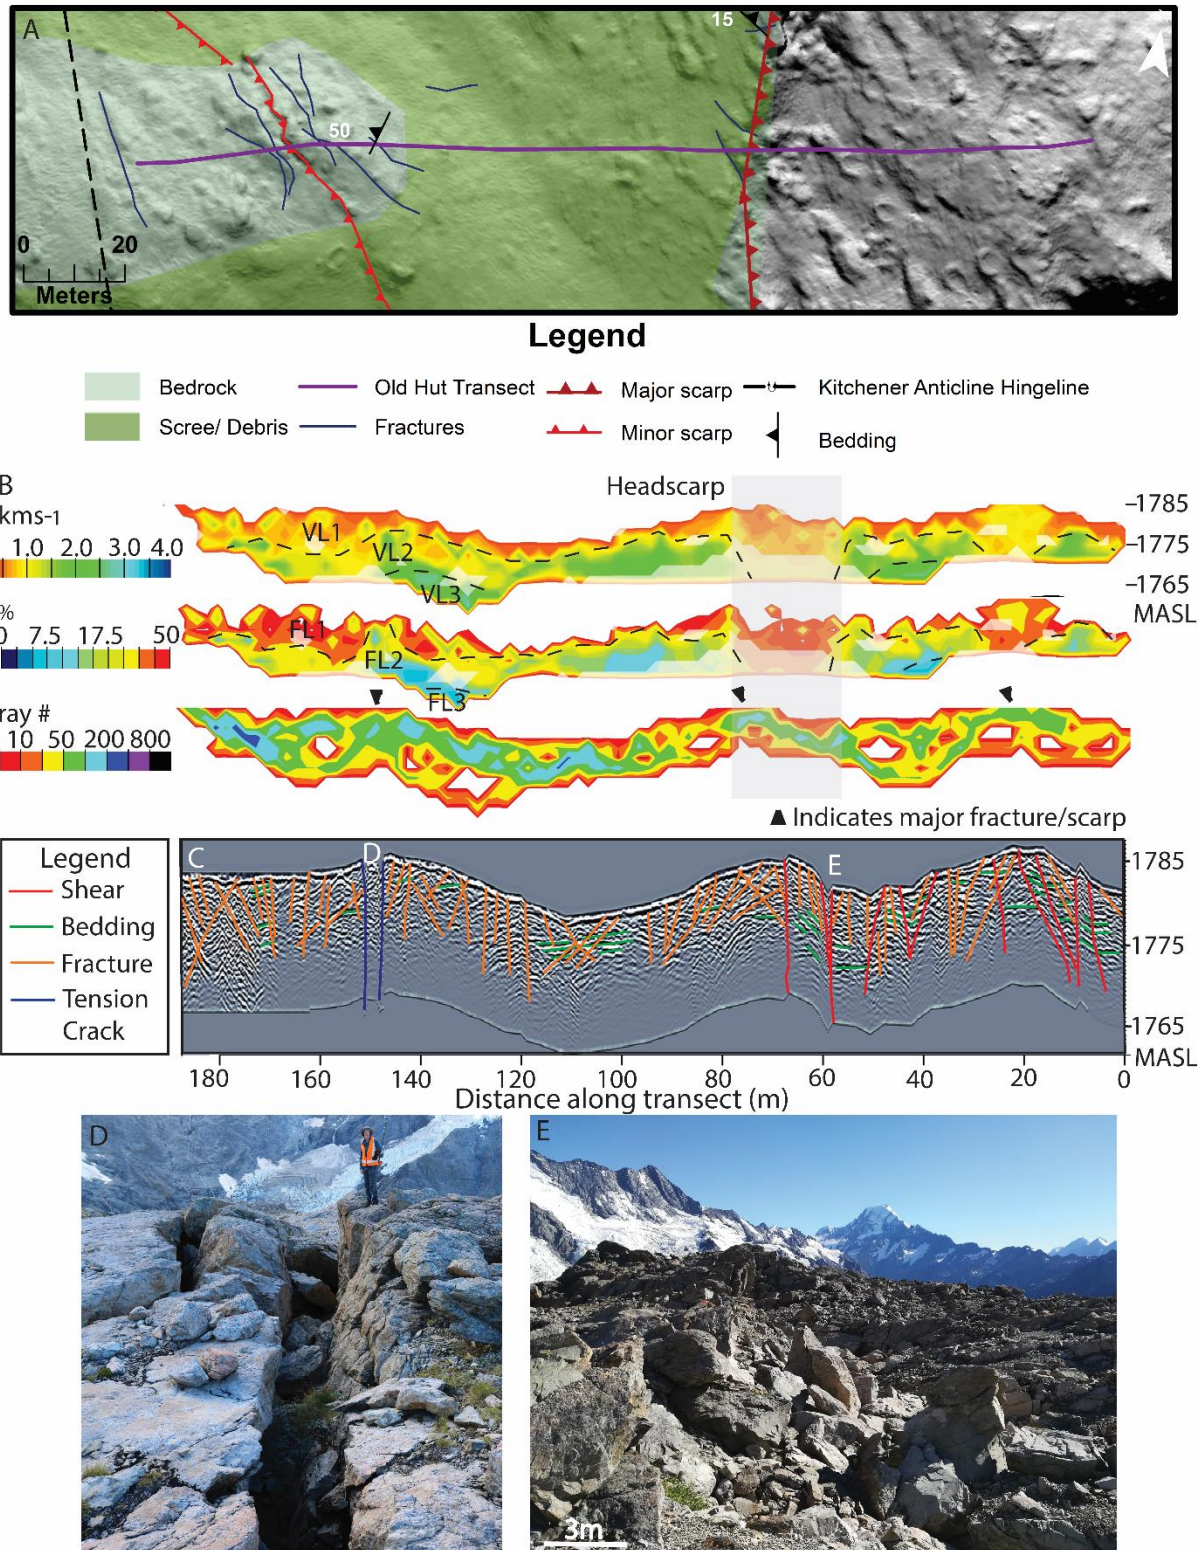 A
15
50
0 20
Meters
Legend
Bedrock
Old Hut Transect
Major scarp
Kitchener Anticline Hingeline
Scree/ Debris
Fractures
Minor scarp
Bedding
B
Headscarp
kms-1
1.0 2.0 3.0 4.0
VL1
VL2
VL3
1785
1775
1765
MASL
%
0 7.5 17.5 50
FL1
FL2
FL3
ray #
10 50 200 800
Indicates major fracture/scarp
Legend
Shear
Bedding
Fracture
Tension
Crack
C
D
E
1785
1775
1765
MASL
180 160 140 120 100 80 60 40 20 0
Distance along transect (m)
D
E
3m